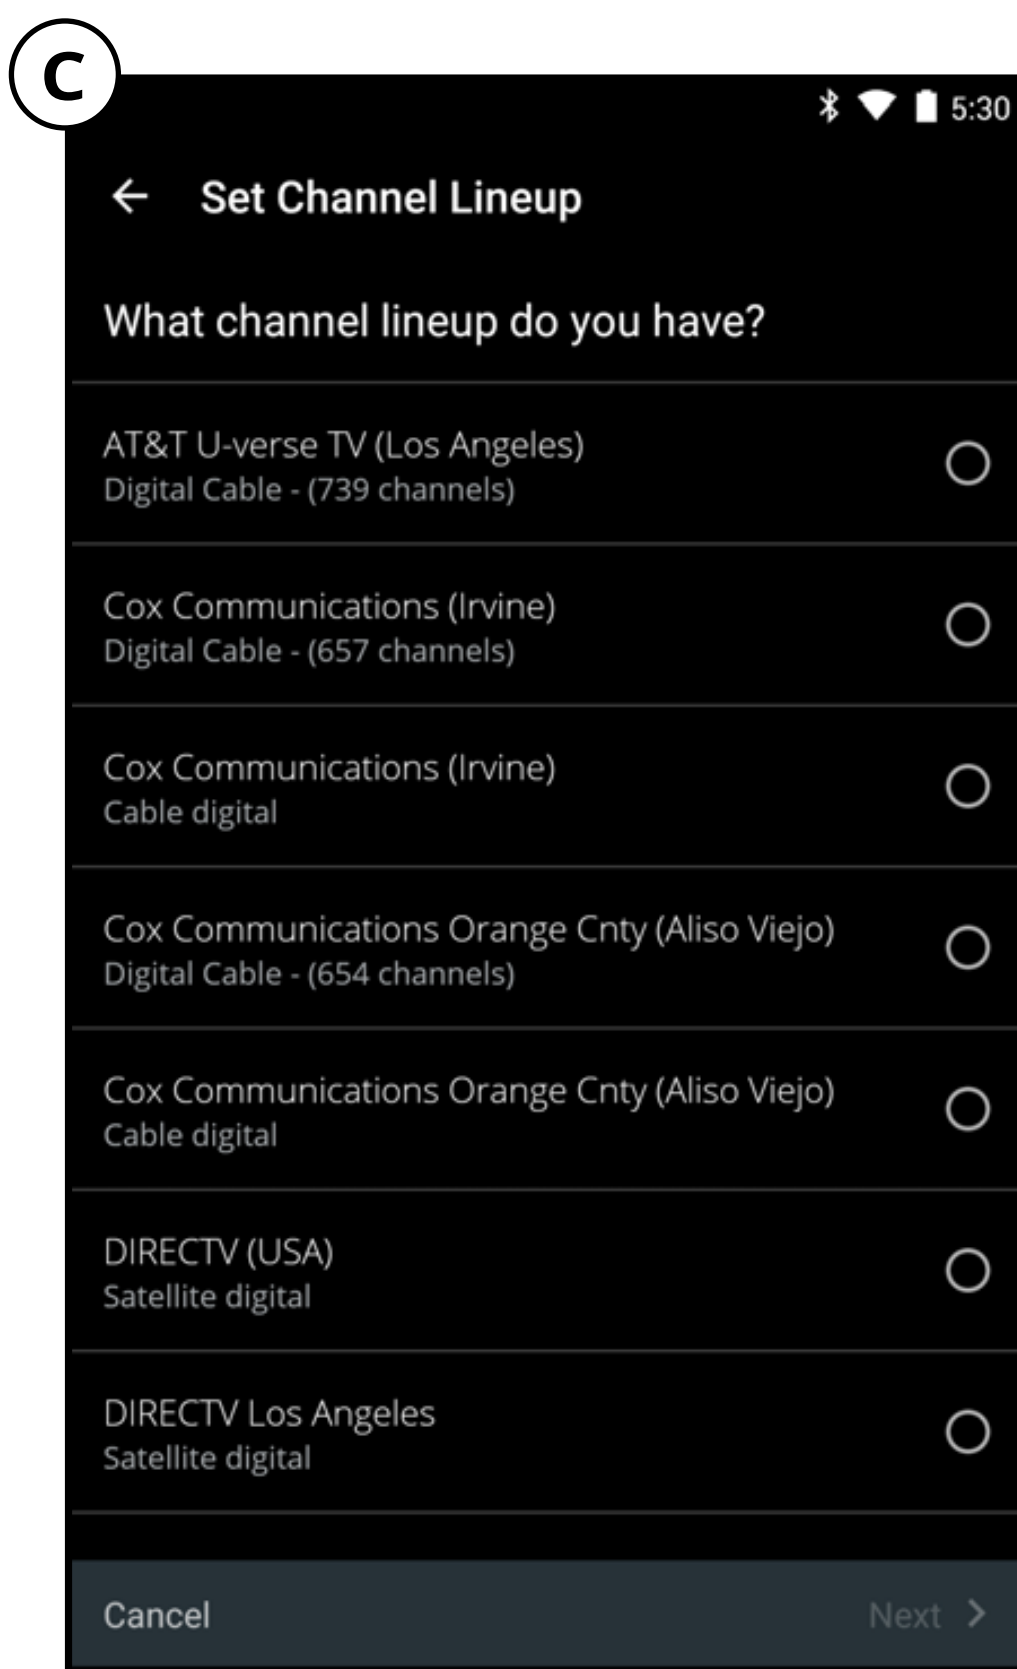 C
5:30
Set Channel Lineup
What channel lineup do you have?
AT&T U-verse TV (Los Angeles)
Digital Cable - (739 channels)
Cox Communications (Irvine)
Digital Cable - (657 channels)
Cox Communications (Irvine)
Cable digital
Cox Communications Orange Cnty (Aliso Viejo)
Digital Cable - (654 channels)
Cox Communications Orange Cnty (Aliso Viejo)
Cable digital
DIRECTV (USA)
Satellite digital
DIRECTV Los Angeles
Satellite digital
Cancel Next